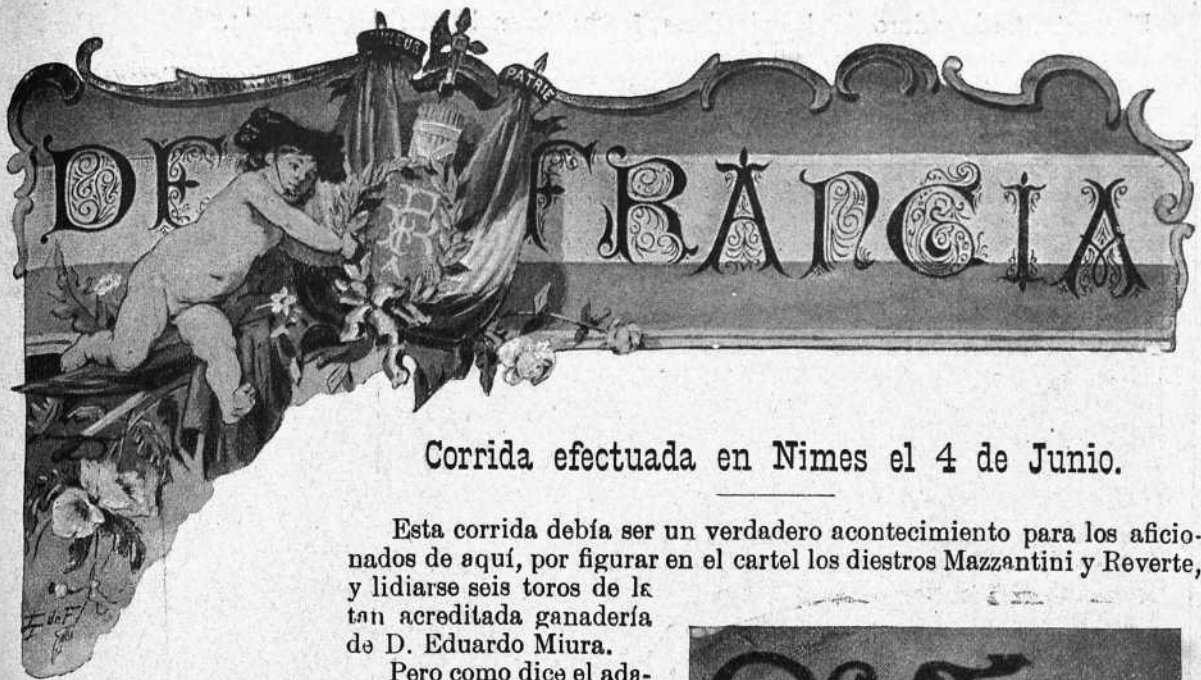 PATRIE
DE FRANCIA
RF
Corrida efectuada en Nimes el 4 de Junio.
Esta corrida debía ser un verdadero acontecimiento para los aficio-
nados de aquí, por figurar en el cartel los diestros Mazzantini y Reverte,
y lidiarse seis toros de la
tan acreditada ganadería
de D. Eduardo Miura.
Pero como dice el ada-